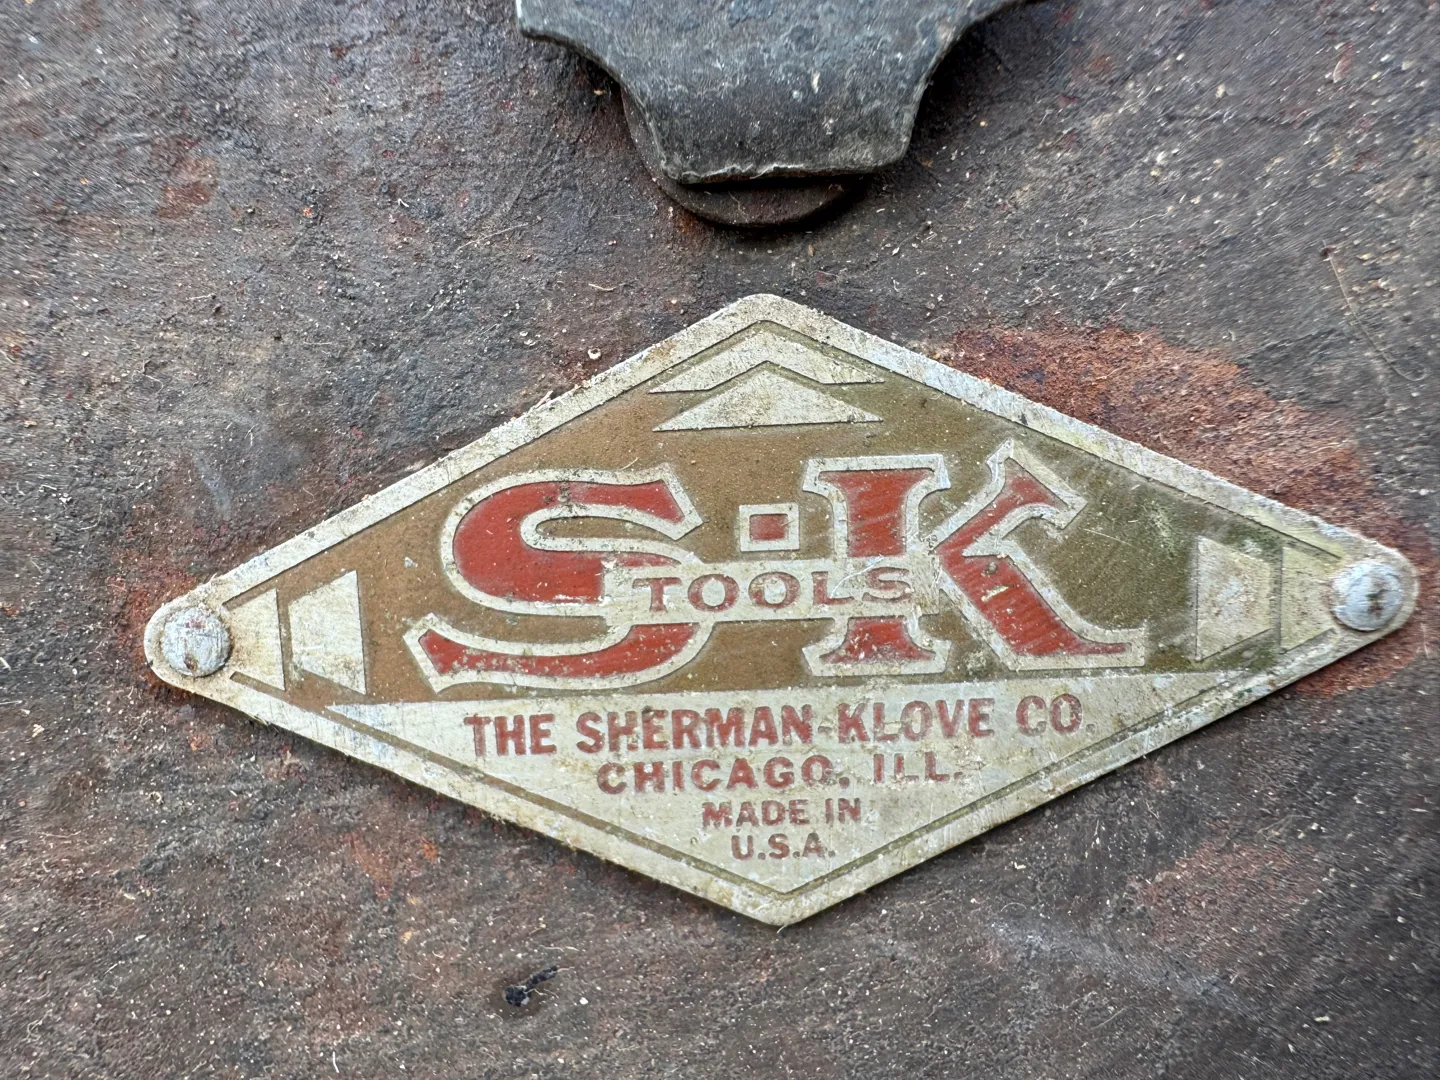 S-K
TOOLS
THE SHERMAN-KLOVE CO.
CHICAGO, ILL.
MADE IN
U.S.A.